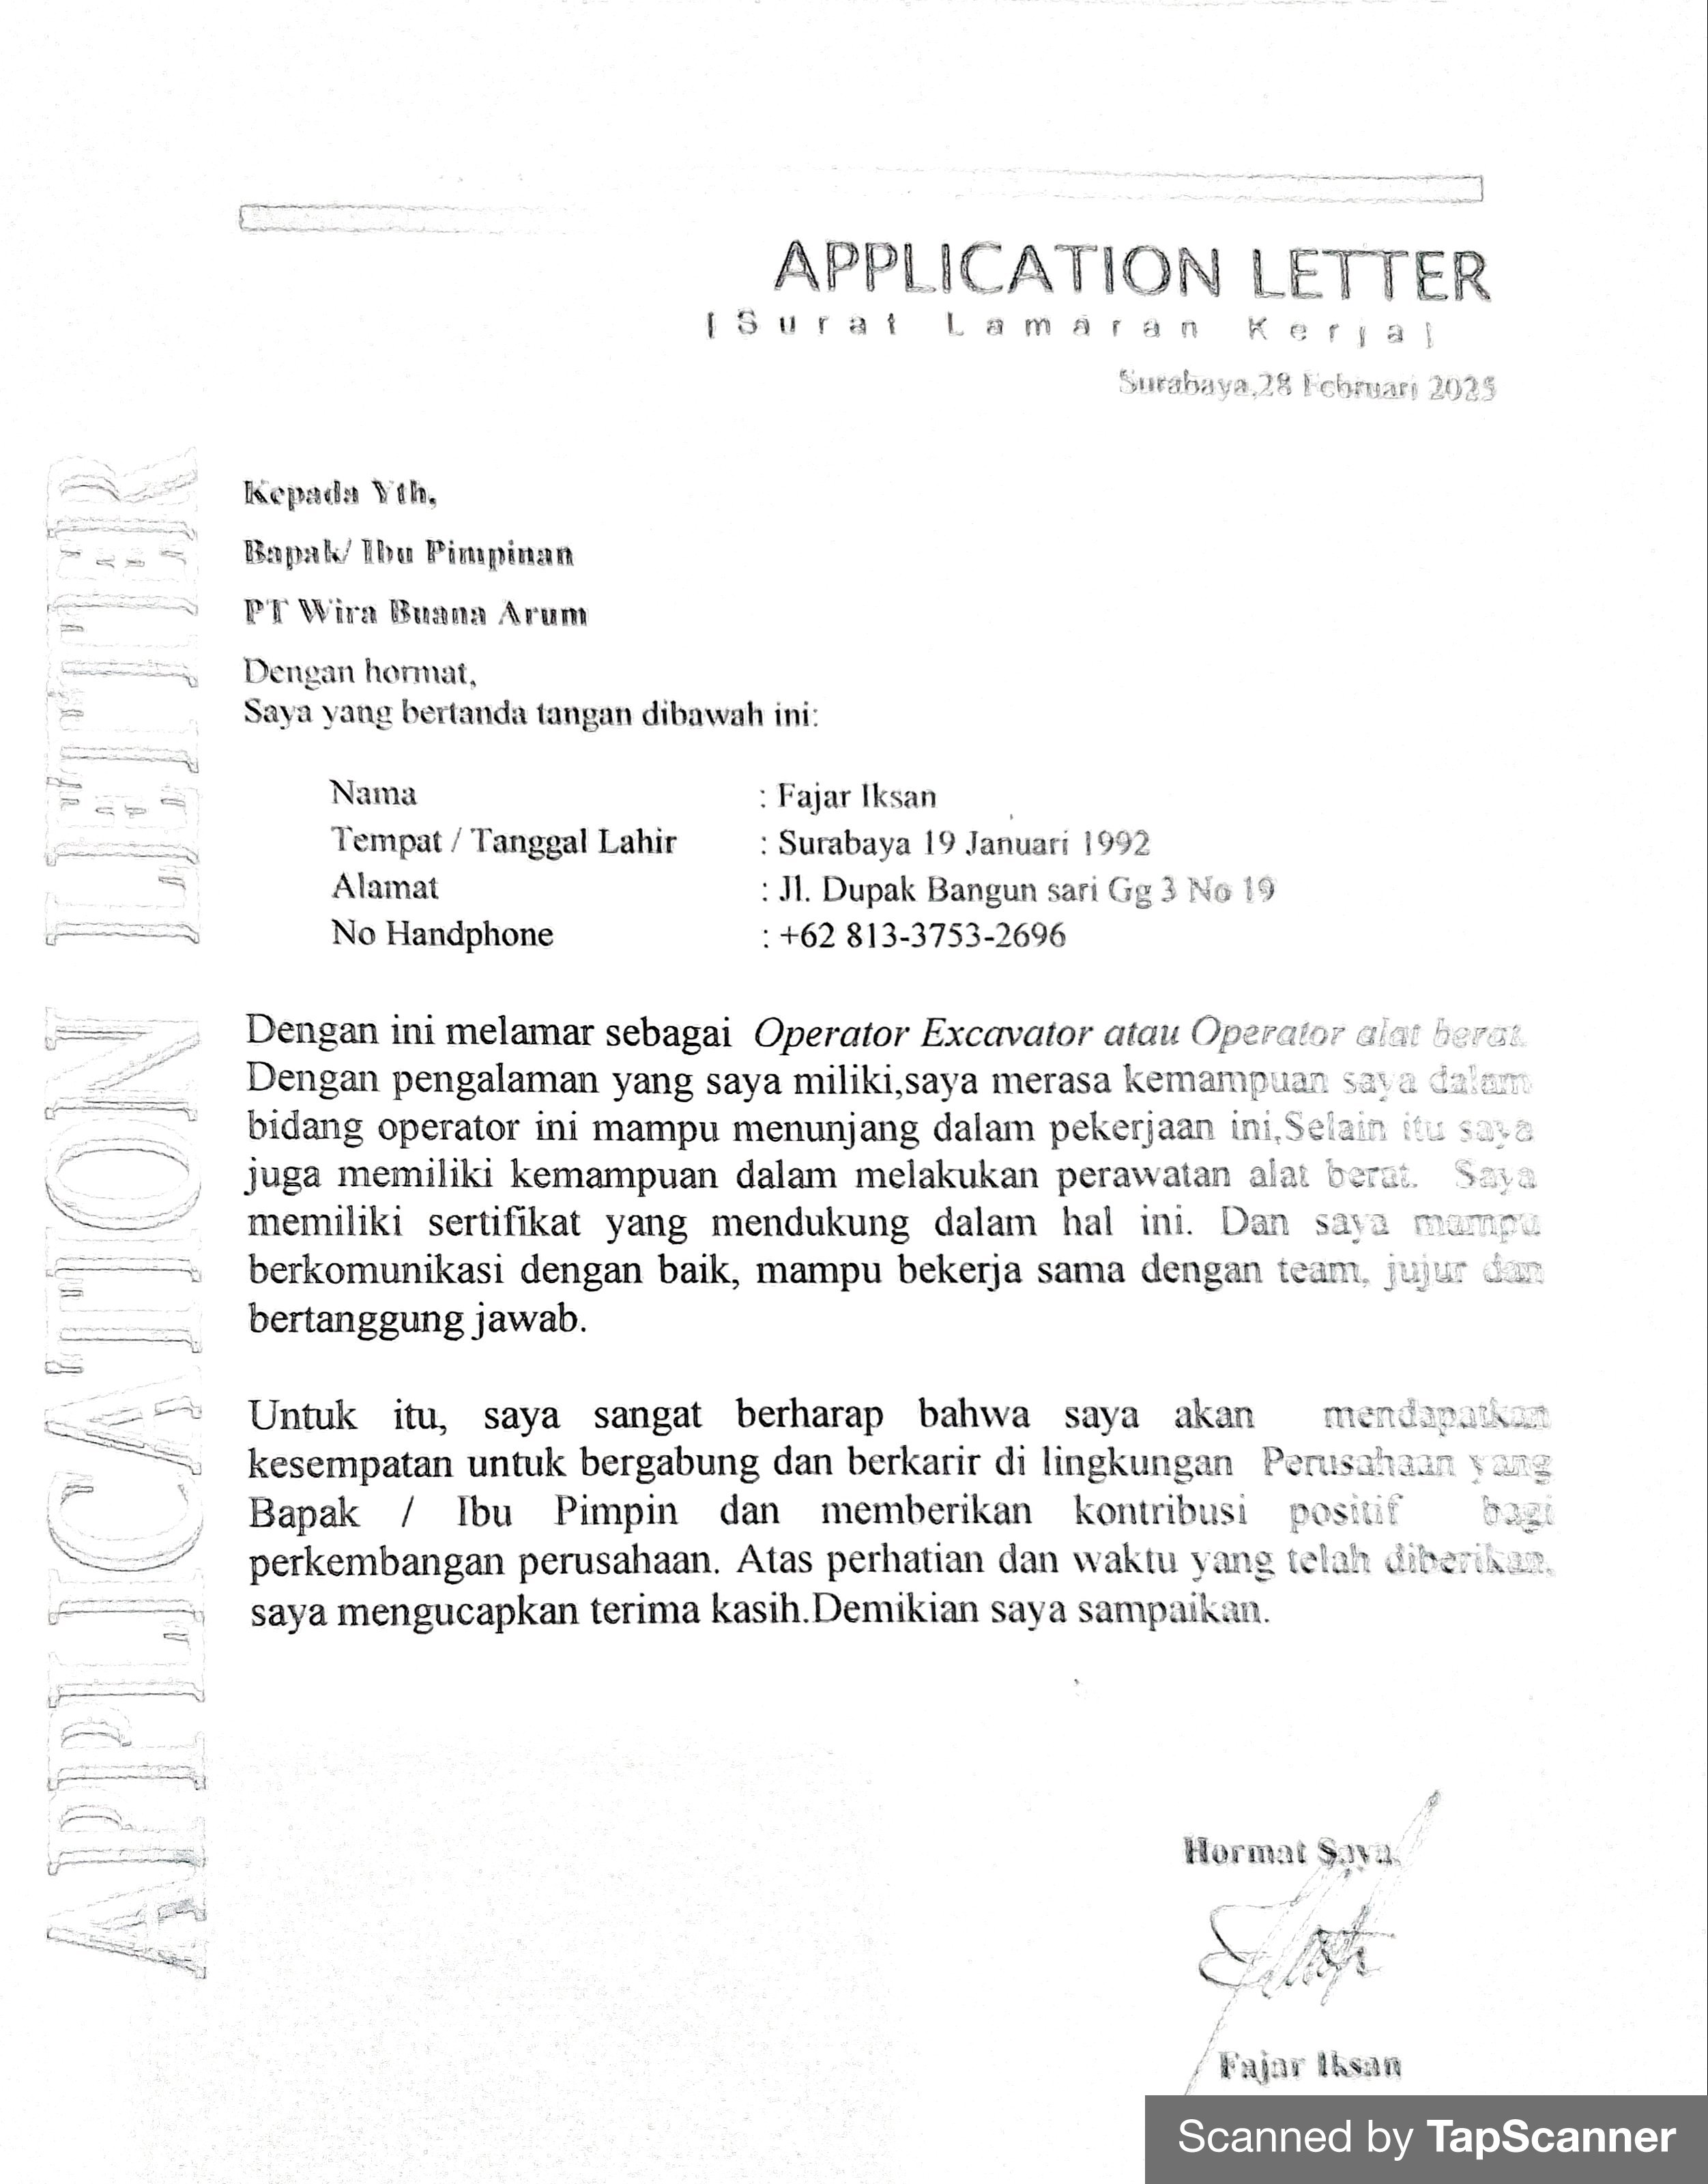 APPLICATION LETTER
[Surat Lamaran Kerja]
Surabaya,28 Februari 2025
APPLICATION LETTER
Kepada Yth,
Bapak/ Ibu Pimpinan
PT Wira Buana Arum
Dengan hormat,
Saya yang bertanda tangan dibawah ini:
Nama : Fajar Iksan
Tempat / Tanggal Lahir : Surabaya 19 Januari 1992
Alamat : Jl. Dupak Bangun sari Gg 3 No 19
No Handphone : +62 813-3753-2696
Dengan ini melamar sebagai Operator Excavator atau Operator alat berat.
Dengan pengalaman yang saya miliki,saya merasa kemampuan saya dalam
bidang operator ini mampu menunjang dalam pekerjaan ini,Selain itu saya
juga memiliki kemampuan dalam melakukan perawatan alat berat. Saya
memiliki sertifikat yang mendukung dalam hal ini. Dan saya mampu
berkomunikasi dengan baik, mampu bekerja sama dengan team, jujur dan
bertanggung jawab.
Untuk itu, saya sangat berharap bahwa saya akan mendapatkan
kesempatan untuk bergabung dan berkarir di lingkungan Perusahaan yang
Bapak / Ibu Pimpin dan memberikan kontribusi positif bagi
perkembangan perusahaan. Atas perhatian dan waktu yang telah diberikan,
saya mengucapkan terima kasih.Demikian saya sampaikan.
Hormat Saya,
Fajar Iksan
Scanned by TapScanner